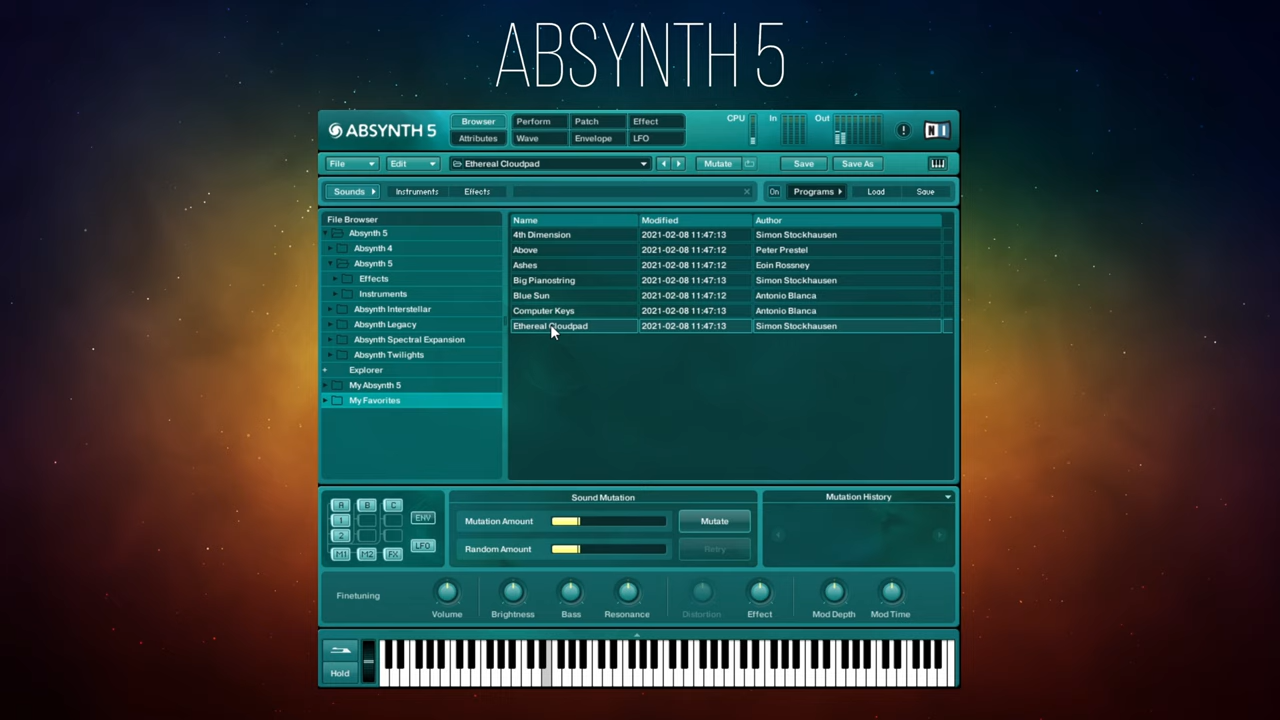 ABSYNTH 5
ABSYNTH 5
Browser Perform Patch Effect
Attributes Wave Envelope LFO
CPU In Out ! NI
File Edit Ethereal Cloudpad Mutate Save Save As
Sounds Instruments Effects On Programs Load Save
File Browser
Absynth 5
Absynth 4
Absynth 5
Effects
Instruments
Absynth Interstellar
Absynth Legacy
Absynth Spectral Expansion
Absynth Twilights
Explorer
My Absynth 5
My Favorites
Name Modified Author
4th Dimension 2021-02-08 11:47:13 Simon Stockhausen
Above 2021-02-08 11:47:12 Peter Prestel
Ashes 2021-02-08 11:47:12 Eoin Rossney
Big Pianostring 2021-02-08 11:47:13 Simon Stockhausen
Blue Sun 2021-02-08 11:47:12 Antonio Blanca
Computer Keys 2021-02-08 11:47:13 Antonio Blanca
Ethereal Cloudpad 2021-02-08 11:47:13 Simon Stockhausen
A B C
1
2
M1 M2 FX
ENV
LFO
Sound Mutation
Mutation Amount Mutate
Random Amount Retry
Mutation History
Finetuning
Volume Brightness Bass Resonance Distortion Effect Mod Depth Mod Time
Hold